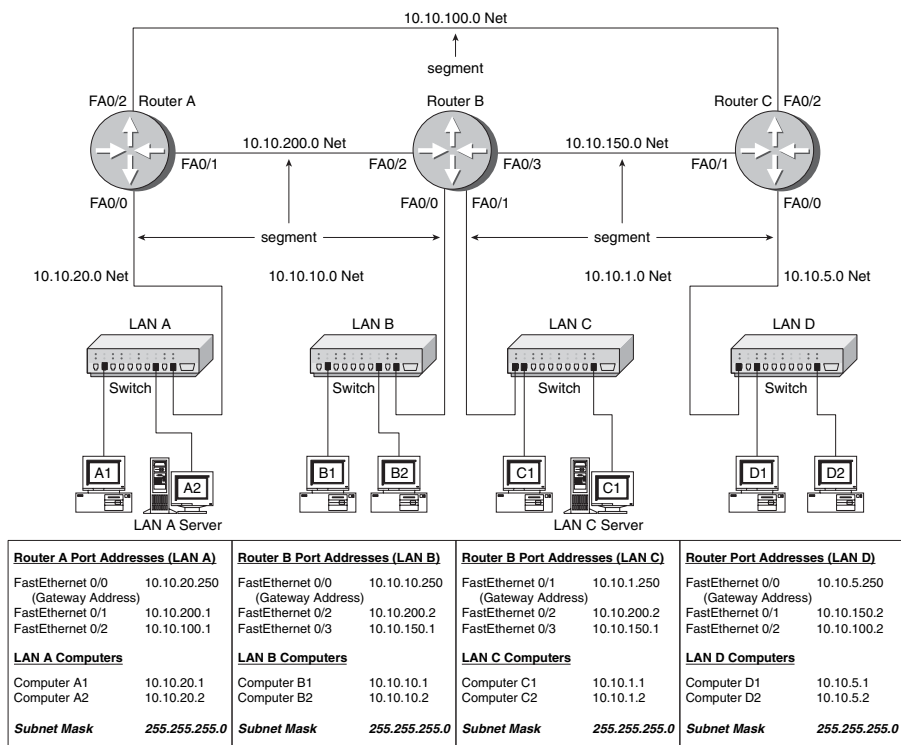 10.10.100.0 Net
segment
FA0/2 Router A
Router B
Router C FA0/2
10.10.200.0 Net
10.10.150.0 Net
FA0/1
FA0/2
FA0/3
FA0/1
FA0/0
FA0/0
FA0/1
FA0/0
segment
segment
10.10.20.0 Net
10.10.10.0 Net
10.10.1.0 Net
10.10.5.0 Net
LAN A
LAN B
LAN C
LAN D
Switch
Switch
Switch
Switch
A1
A2
B1
B2
C1
C1
D1
D2
LAN A Server
LAN C Server
Router A Port Addresses (LAN A)
FastEthernet 0/0 10.10.20.250
(Gateway Address)
FastEthernet 0/1 10.10.200.1
FastEthernet 0/2 10.10.100.1
LAN A Computers
Computer A1 10.10.20.1
Computer A2 10.10.20.2
Subnet Mask 255.255.255.0
Router B Port Addresses (LAN B)
FastEthernet 0/0 10.10.10.250
(Gateway Address)
FastEthernet 0/2 10.10.200.2
FastEthernet 0/3 10.10.150.1
LAN B Computers
Computer B1 10.10.10.1
Computer B2 10.10.10.2
Subnet Mask 255.255.255.0
Router B Port Addresses (LAN C)
FastEthernet 0/1 10.10.1.250
(Gateway Address)
FastEthernet 0/2 10.10.200.2
FastEthernet 0/3 10.10.150.1
LAN C Computers
Computer C1 10.10.1.1
Computer C2 10.10.1.2
Subnet Mask 255.255.255.0
Router Port Addresses (LAN D)
FastEthernet 0/0 10.10.5.250
(Gateway Address)
FastEthernet 0/1 10.10.150.2
FastEthernet 0/2 10.10.100.2
LAN D Computers
Computer D1 10.10.5.1
Computer D2 10.10.5.2
Subnet Mask 255.255.255.0